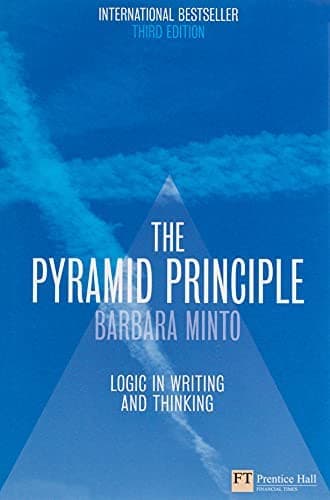 INTERNATIONAL BESTSELLER
THIRD EDITION
THE
PYRAMID PRINCIPLE
BARBARA MINTO
LOGIC IN WRITING
AND THINKING
FT Prentice Hall
FINANCIAL TIMES